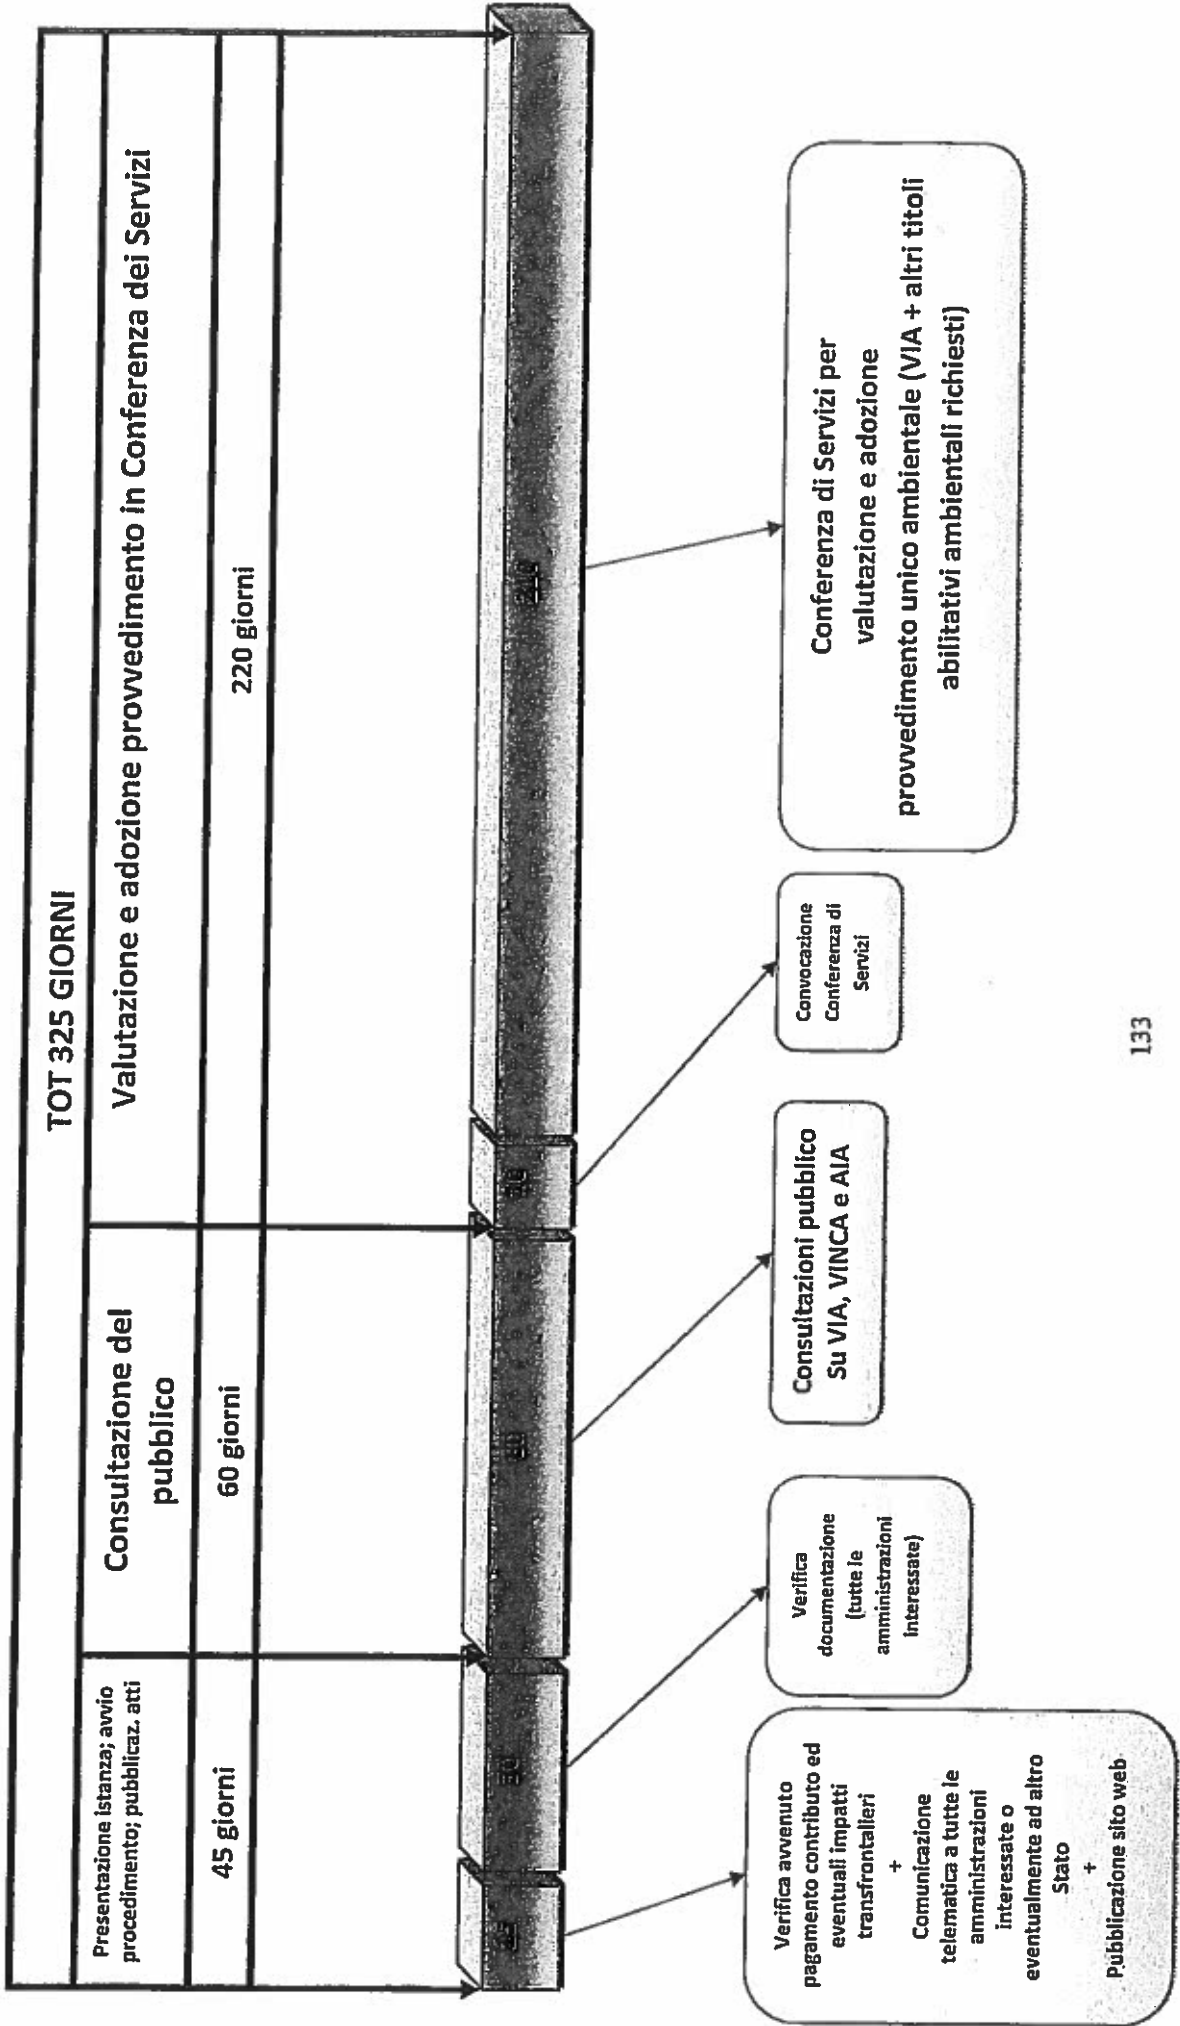 TOT 325 GIORNI
Presentazione istanza; avvio
procedimento; pubblicaz. atti
Consultazione del
pubblico
Valutazione e adozione provvedimento in Conferenza dei Servizi
45 giorni
60 giorni
220 giorni
Verifica avvenuto
pagamento contributo ed
eventuali impatti
transfrontalieri
+
Comunicazione
telematica a tutte le
amministrazioni
interessate o
eventualmente ad altro
Stato
+
Pubblicazione sito web
Verifica
documentazione
(tutte le
amministrazioni
interessate)
Consultazioni pubblico
Su VIA, VINCA e AIA
Convocazione
Conferenza di
Servizi
Conferenza di Servizi per
valutazione e adozione
provvedimento unico ambientale (VIA + altri titoli
abilitativi ambientali richiesti)
133